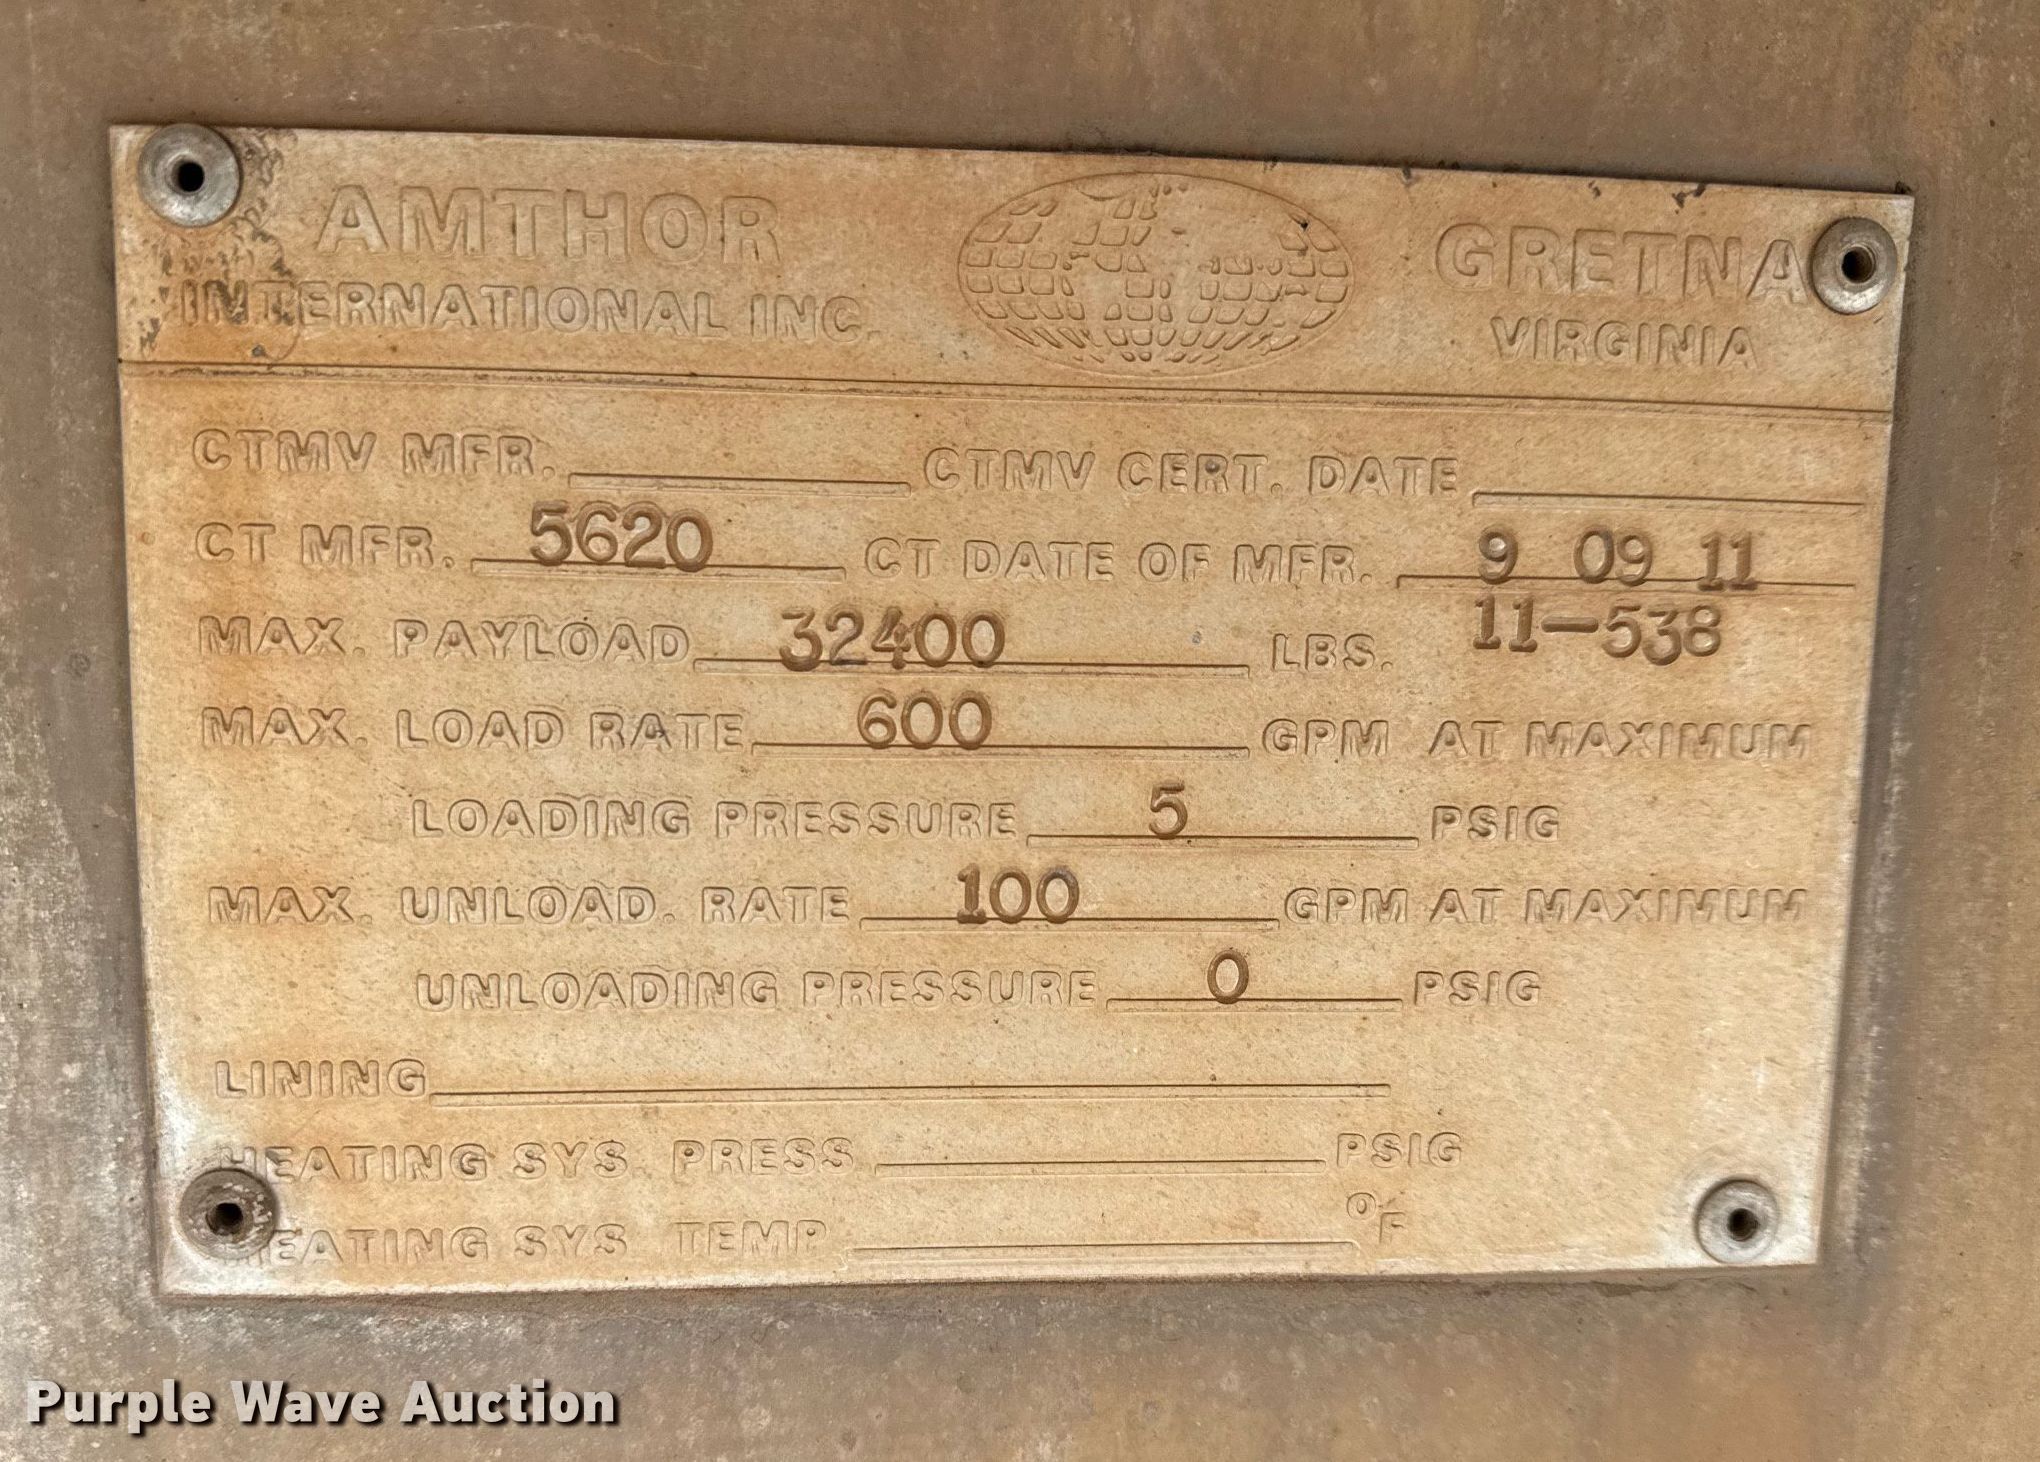 AMTHOR
INTERNATIONAL INC.
GRETNA
VIRGINIA
CTMV MFR. CTMV CERT. DATE
CT MFR. 5620 CT DATE OF MFR. 9 09 11
MAX. PAYLOAD 32400 LBS. 11-538
MAX. LOAD RATE 600 GPM AT MAXIMUM
LOADING PRESSURE 5 PSIG
MAX. UNLOAD. RATE 100 GPM AT MAXIMUM
UNLOADING PRESSURE 0 PSIG
LINING
HEATING SYS. PRESS PSIG
HEATING SYS TEMP °F
Purple Wave Auction